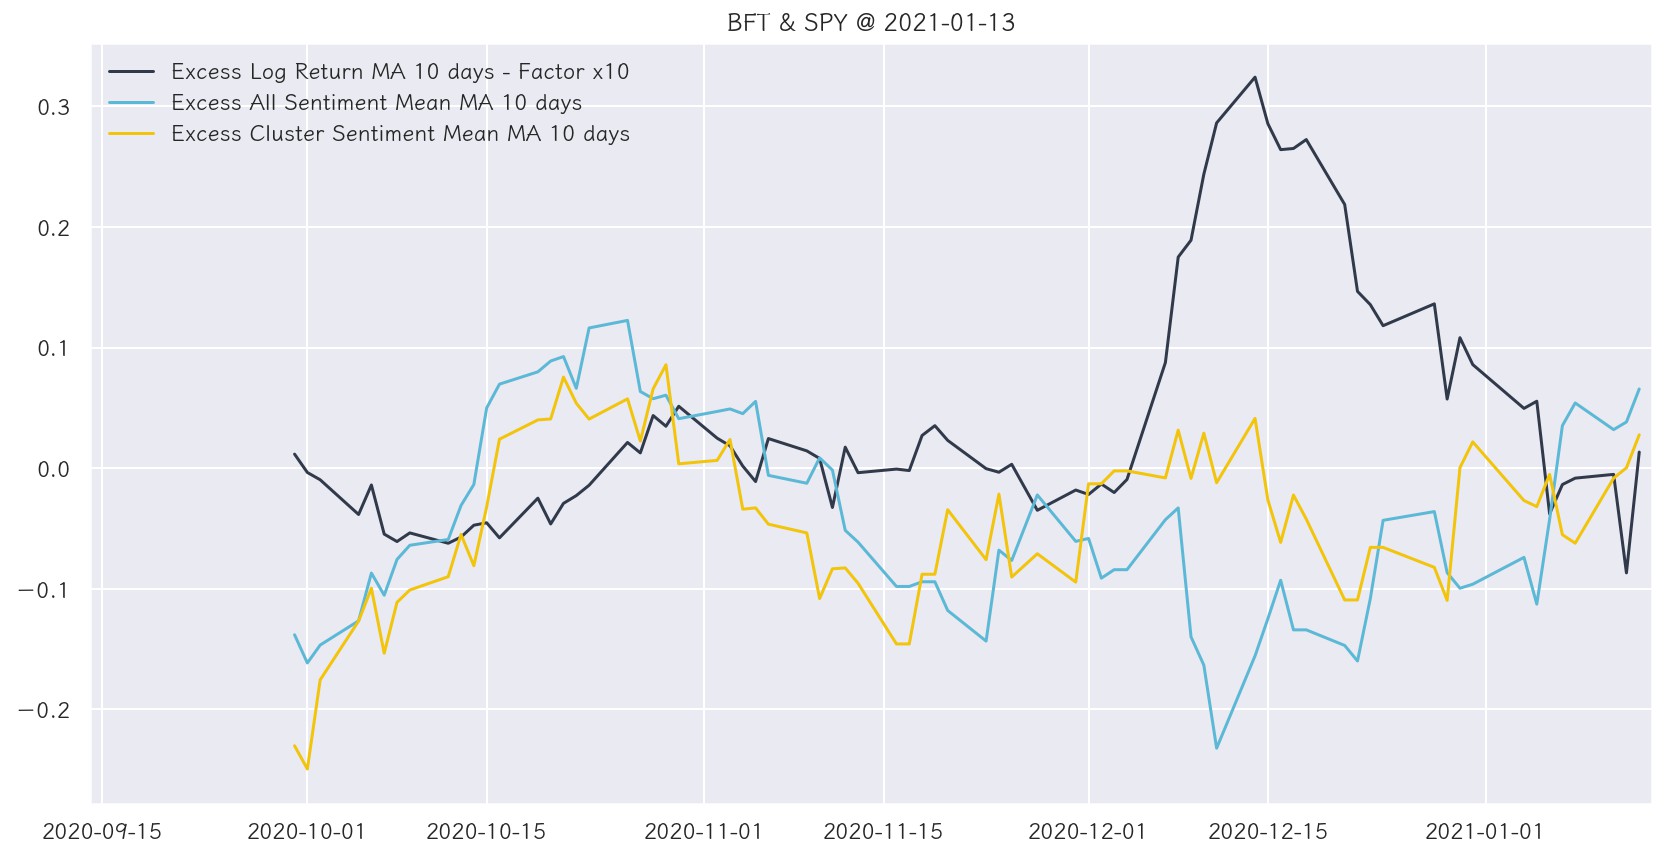 BFT & SPY @ 2021-01-13
Excess Log Return MA 10 days - Factor x10
Excess All Sentiment Mean MA 10 days
Excess Cluster Sentiment Mean MA 10 days
0.3
0.2
0.1
0.0
−0.1
−0.2
2020-09-15 2020-10-01 2020-10-15 2020-11-01 2020-11-15 2020-12-01 2020-12-15 2021-01-01